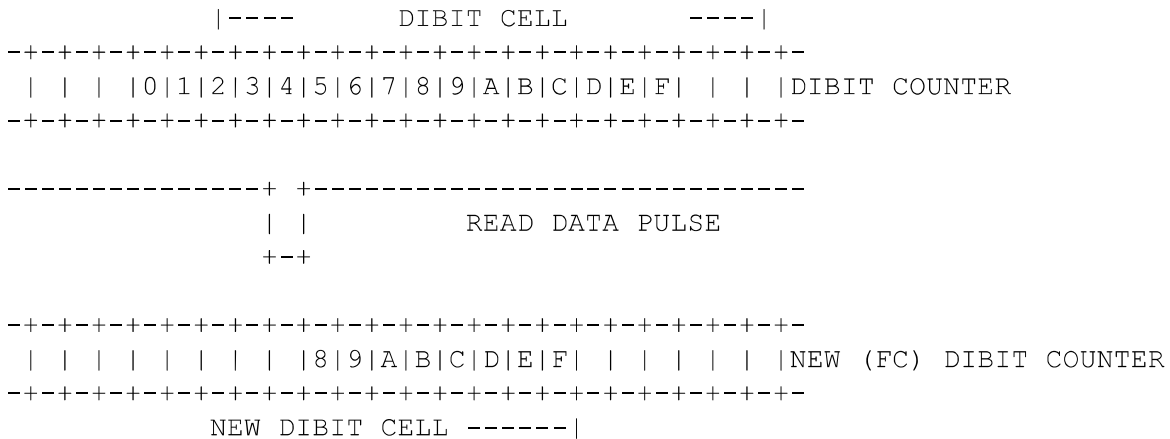 |----      DIBIT CELL       ----|
-+-+-+-+-+-+-+-+-+-+-+-+-+-+-+-+-+-+-+-+-+-+-+-
 | | | |0|1|2|3|4|5|6|7|8|9|A|B|C|D|E|F| | | |DIBIT COUNTER
-+-+-+-+-+-+-+-+-+-+-+-+-+-+-+-+-+-+-+-+-+-+-+-
---------------+ +-----------------------------
               | |         READ DATA PULSE
               +-+
-+-+-+-+-+-+-+-+-+-+-+-+-+-+-+-+-+-+-+-+-+-+-+-
 | | | | | | | | |8|9|A|B|C|D|E|F| | | | | | |NEW (FC) DIBIT COUNTER
-+-+-+-+-+-+-+-+-+-+-+-+-+-+-+-+-+-+-+-+-+-+-+-
            NEW DIBIT CELL ------|